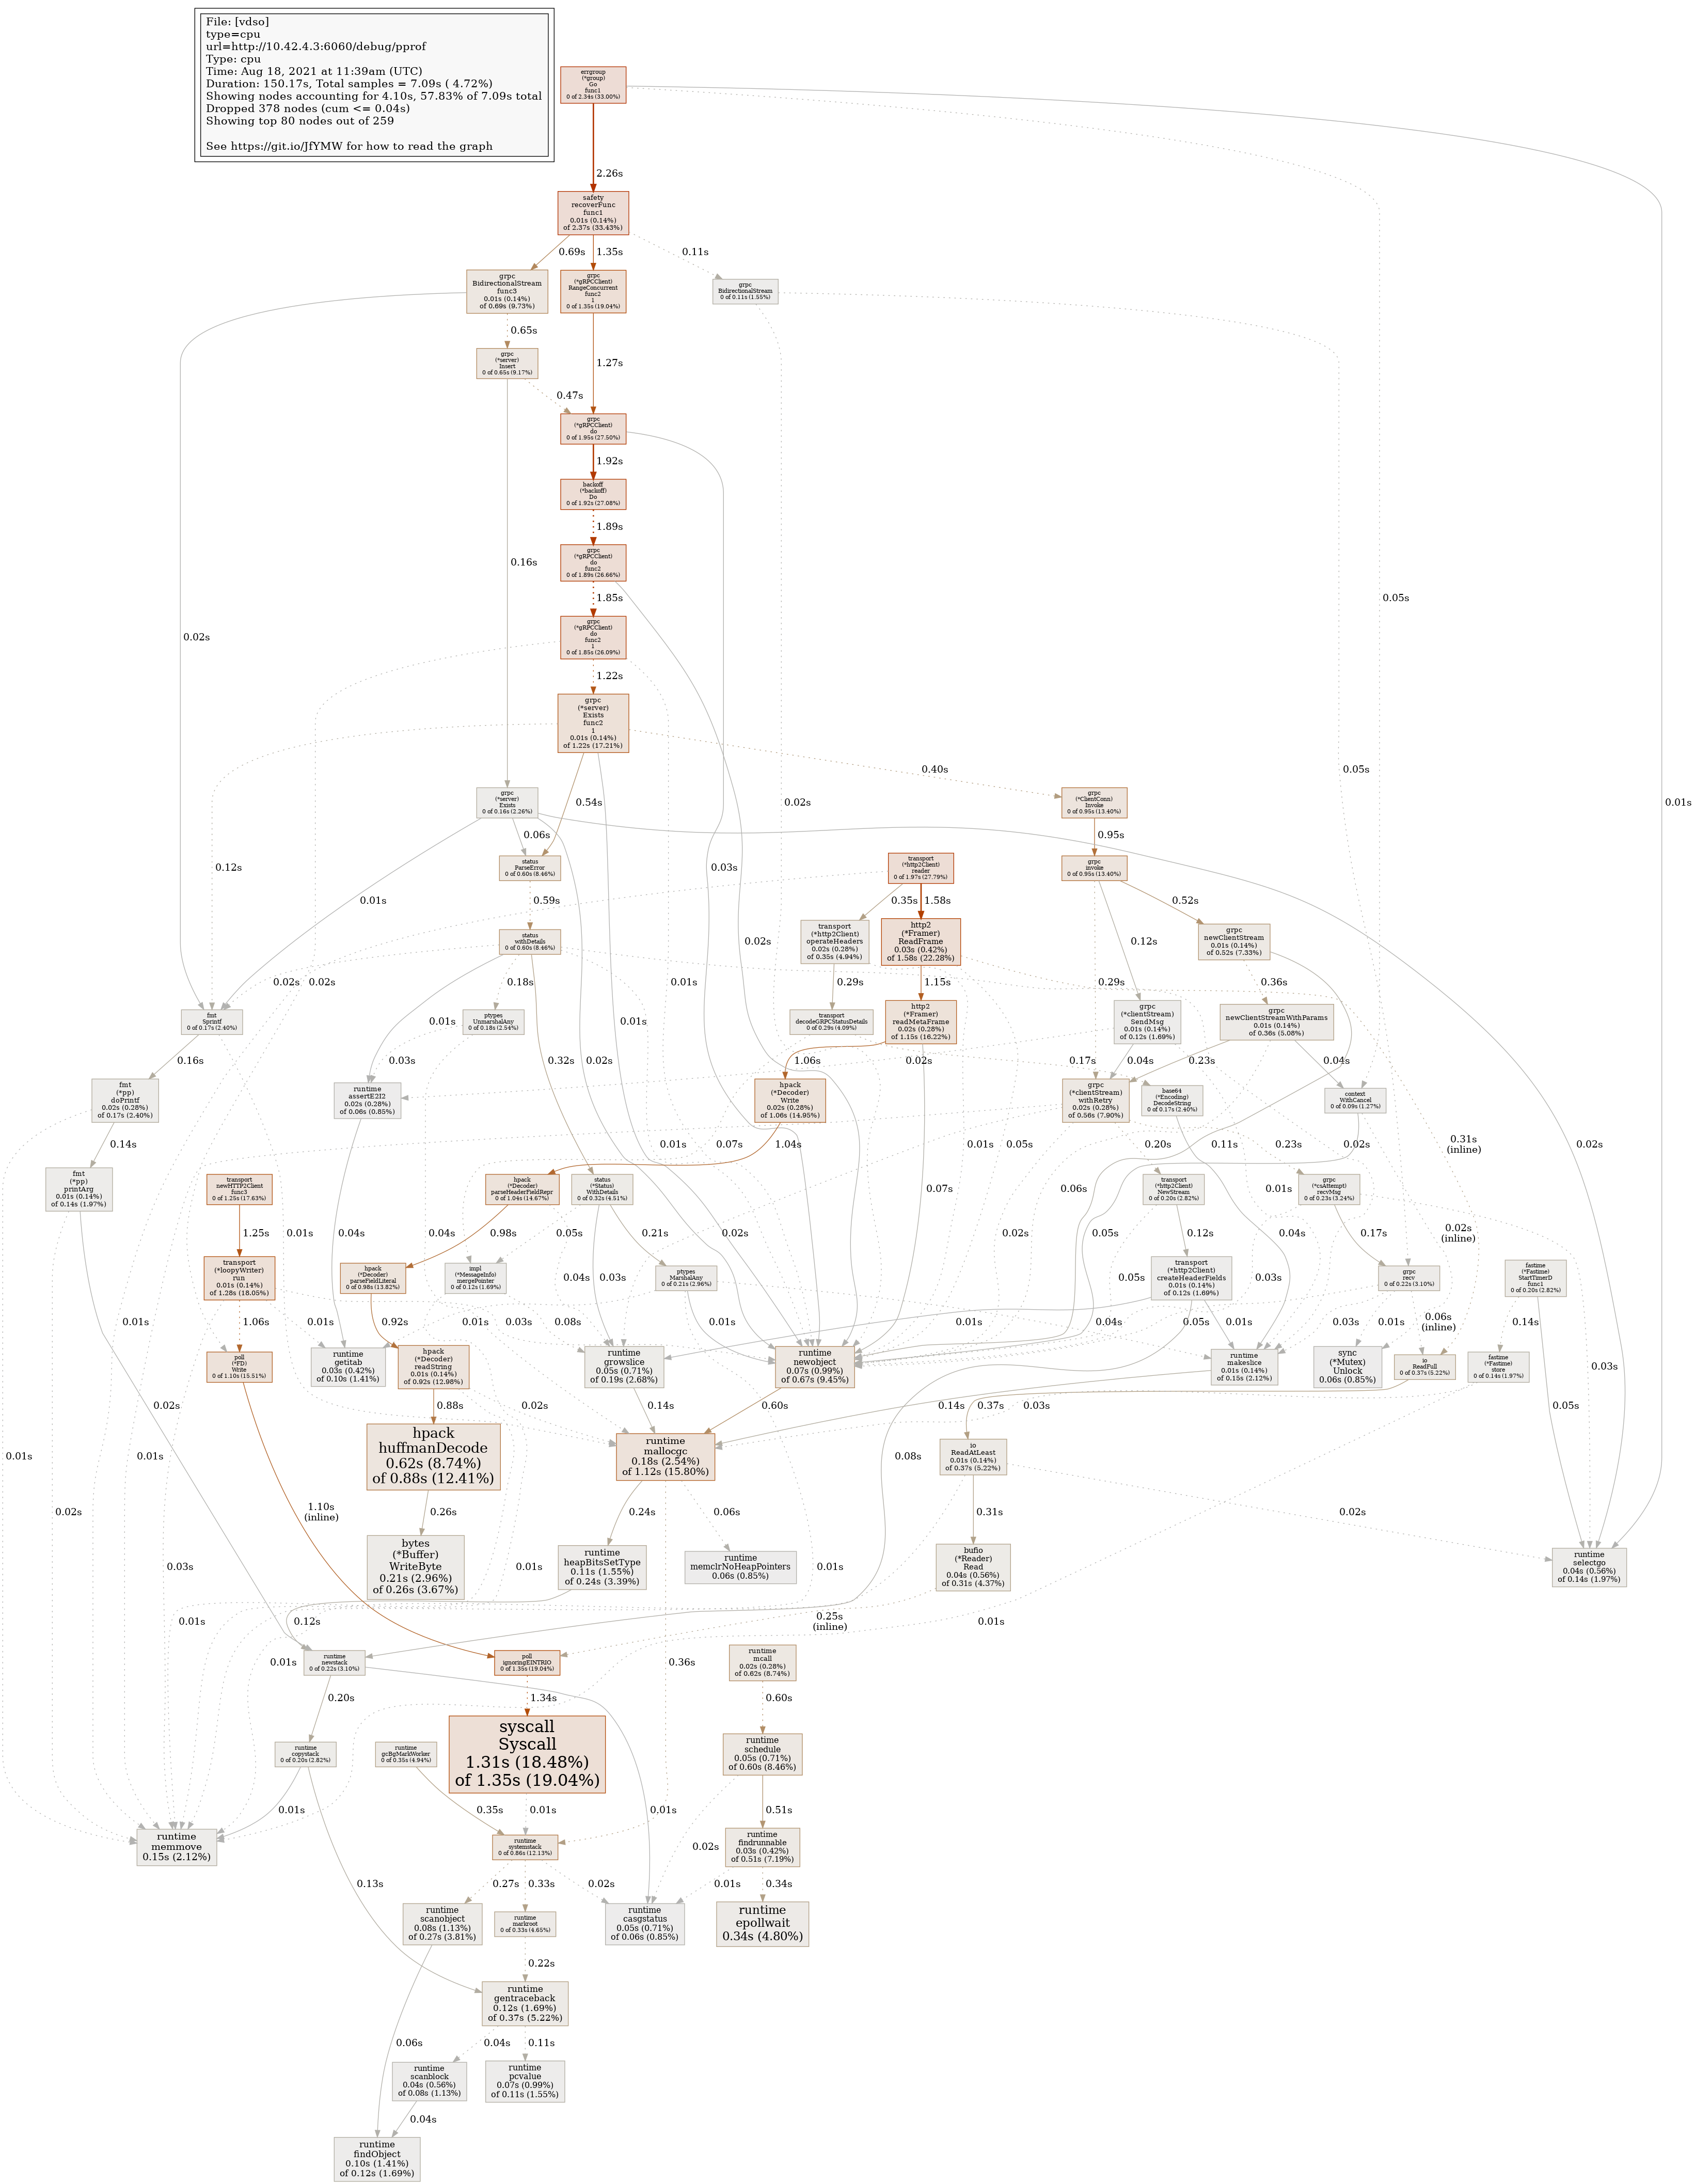 File: [vdso]
type=cpu
url=http://10.42.4.3:6060/debug/pprof
Type: cpu
Time: Aug 18, 2021 at 11:39am (UTC)
Duration: 150.17s, Total samples = 7.09s ( 4.72%)
Showing nodes accounting for 4.10s, 57.83% of 7.09s total
Dropped 378 nodes (cum <= 0.04s)
Showing top 80 nodes out of 259
See https://git.io/JfYMW for how to read the graph
errgroup
(*group)
Go
func1
0 of 2.34s (33.00%)
2.26s
safety
recoverFunc
func1
0.01s (0.14%)
of 2.37s (33.43%)
0.69s
1.35s
0.11s
grpc
BidirectionalStream
func3
0.01s (0.14%)
of 0.69s (9.73%)
grpc
(*gRPCClient)
RangeConcurrent
func2
1
0 of 1.35s (19.04%)
grpc
BidirectionalStream
0 of 0.11s (1.55%)
0.65s
1.27s
grpc
(*server)
Insert
0 of 0.65s (9.17%)
0.47s
grpc
(*gRPCClient)
do
0 of 1.95s (27.50%)
1.92s
backoff
(*backoff)
Do
0 of 1.92s (27.08%)
1.89s
0.16s
grpc
(*gRPCClient)
do
func2
0 of 1.89s (26.66%)
1.85s
0.05s
0.02s
grpc
(*gRPCClient)
do
func2
1
0 of 1.85s (26.09%)
1.22s
grpc
(*server)
Exists
func2
1
0.01s (0.14%)
of 1.22s (17.21%)
0.40s
0.05s
grpc
(*server)
Exists
0 of 0.16s (2.26%)
0.54s
0.02s
grpc
(*ClientConn)
Invoke
0 of 0.95s (13.40%)
0.01s
0.06s
0.95s
0.12s
status
ParseError
0 of 0.60s (8.46%)
0.03s
transport
(*http2Client)
reader
0 of 1.97s (27.79%)
grpc
invoke
0 of 0.95s (13.40%)
0.01s
0.59s
0.35s
1.58s
0.52s
status
withDetails
0 of 0.60s (8.46%)
0.02s
transport
(*http2Client)
operateHeaders
0.02s (0.28%)
of 0.35s (4.94%)
http2
(*Framer)
ReadFrame
0.03s (0.42%)
of 1.58s (22.28%)
0.12s
grpc
newClientStream
0.01s (0.14%)
of 0.52s (7.33%)
0.02s
0.02s
0.18s
0.01s
0.29s
1.15s
0.29s
0.36s
fmt
Sprintf
0 of 0.17s (2.40%)
0.01s
ptypes
UnmarshalAny
0 of 0.18s (2.54%)
0.01s
transport
decodeGRPCStatusDetails
0 of 0.29s (4.09%)
http2
(*Framer)
readMetaFrame
0.02s (0.28%)
of 1.15s (16.22%)
grpc
(*clientStream)
SendMsg
0.01s (0.14%)
of 0.12s (1.69%)
grpc
newClientStreamWithParams
0.01s (0.14%)
of 0.36s (5.08%)
0.16s
0.03s
0.32s
1.06s
0.02s
0.17s
0.04s
0.23s
0.04s
fmt
(*pp)
doPrintf
0.02s (0.28%)
of 0.17s (2.40%)
runtime
assertE2I2
0.02s (0.28%)
of 0.06s (0.85%)
0.02s
hpack
(*Decoder)
Write
0.02s (0.28%)
of 1.06s (14.95%)
grpc
(*clientStream)
withRetry
0.02s (0.28%)
of 0.56s (7.90%)
base64
(*Encoding)
DecodeString
0 of 0.17s (2.40%)
context
WithCancel
0 of 0.09s (1.27%)
0.14s
0.01s
0.07s
1.04s
0.01s
0.05s
0.20s
0.11s
0.23s
0.02s
0.31s
(inline)
0.02s
fmt
(*pp)
printArg
0.01s (0.14%)
of 0.14s (1.97%)
transport
newHTTP2Client
func3
0 of 1.25s (17.63%)
hpack
(*Decoder)
parseHeaderFieldRepr
0 of 1.04s (14.67%)
status
(*Status)
WithDetails
0 of 0.32s (4.51%)
0.07s
0.06s
transport
(*http2Client)
NewStream
0 of 0.20s (2.82%)
0.01s
grpc
(*csAttempt)
recvMsg
0 of 0.23s (3.24%)
1.25s
0.01s
0.04s
0.04s
0.98s
0.05s
0.21s
0.02s
0.02s
0.05s
0.12s
0.04s
0.17s
0.02s
(inline)
transport
(*loopyWriter)
run
0.01s (0.14%)
of 1.28s (18.05%)
hpack
(*Decoder)
parseFieldLiteral
0 of 0.98s (13.82%)
impl
(*MessageInfo)
mergePointer
0 of 0.12s (1.69%)
0.04s
0.03s
ptypes
MarshalAny
0 of 0.21s (2.96%)
0.05s
transport
(*http2Client)
createHeaderFields
0.01s (0.14%)
of 0.12s (1.69%)
0.03s
grpc
recv
0 of 0.22s (3.10%)
fastime
(*Fastime)
StartTimerD
func1
0 of 0.20s (2.82%)
0.01s
1.06s
0.01s
0.92s
0.01s
0.03s
0.08s
0.01s
0.01s
0.04s
0.05s
0.01s
0.03s
0.01s
0.06s
(inline)
0.14s
poll
(*FD)
Write
0 of 1.10s (15.51%)
runtime
getitab
0.03s (0.42%)
of 0.10s (1.41%)
hpack
(*Decoder)
readString
0.01s (0.14%)
of 0.92s (12.98%)
runtime
growslice
0.05s (0.71%)
of 0.19s (2.68%)
runtime
newobject
0.07s (0.99%)
of 0.67s (9.45%)
runtime
makeslice
0.01s (0.14%)
of 0.15s (2.12%)
sync
(*Mutex)
Unlock
0.06s (0.85%)
io
ReadFull
0 of 0.37s (5.22%)
fastime
(*Fastime)
store
0 of 0.14s (1.97%)
0.03s
0.02s
0.88s
0.02s
0.14s
0.60s
0.14s
0.37s
0.03s
0.05s
0.01s
0.01s
hpack
huffmanDecode
0.62s (8.74%)
of 0.88s (12.41%)
runtime
mallocgc
0.18s (2.54%)
of 1.12s (15.80%)
0.08s
io
ReadAtLeast
0.01s (0.14%)
of 0.37s (5.22%)
0.02s
1.10s
(inline)
0.26s
0.24s
0.06s
0.31s
0.02s
0.03s
bytes
(*Buffer)
WriteByte
0.21s (2.96%)
of 0.26s (3.67%)
0.01s
runtime
heapBitsSetType
0.11s (1.55%)
of 0.24s (3.39%)
runtime
memclrNoHeapPointers
0.06s (0.85%)
0.01s
bufio
(*Reader)
Read
0.04s (0.56%)
of 0.31s (4.37%)
runtime
selectgo
0.04s (0.56%)
of 0.14s (1.97%)
0.01s
0.12s
0.25s
(inline)
0.01s
0.01s
runtime
newstack
0 of 0.22s (3.10%)
poll
ignoringEINTRIO
0 of 1.35s (19.04%)
0.36s
runtime
mcall
0.02s (0.28%)
of 0.62s (8.74%)
0.20s
1.34s
0.60s
runtime
copystack
0 of 0.20s (2.82%)
runtime
gcBgMarkWorker
0 of 0.35s (4.94%)
syscall
Syscall
1.31s (18.48%)
of 1.35s (19.04%)
runtime
schedule
0.05s (0.71%)
of 0.60s (8.46%)
0.01s
0.35s
0.01s
0.01s
0.51s
runtime
memmove
0.15s (2.12%)
runtime
systemstack
0 of 0.86s (12.13%)
0.02s
runtime
findrunnable
0.03s (0.42%)
of 0.51s (7.19%)
0.13s
0.27s
0.33s
0.02s
0.01s
0.34s
runtime
scanobject
0.08s (1.13%)
of 0.27s (3.81%)
runtime
markroot
0 of 0.33s (4.65%)
runtime
casgstatus
0.05s (0.71%)
of 0.06s (0.85%)
runtime
epollwait
0.34s (4.80%)
0.22s
runtime
gentraceback
0.12s (1.69%)
of 0.37s (5.22%)
0.06s
0.04s
0.11s
runtime
scanblock
0.04s (0.56%)
of 0.08s (1.13%)
runtime
pcvalue
0.07s (0.99%)
of 0.11s (1.55%)
0.04s
runtime
findObject
0.10s (1.41%)
of 0.12s (1.69%)